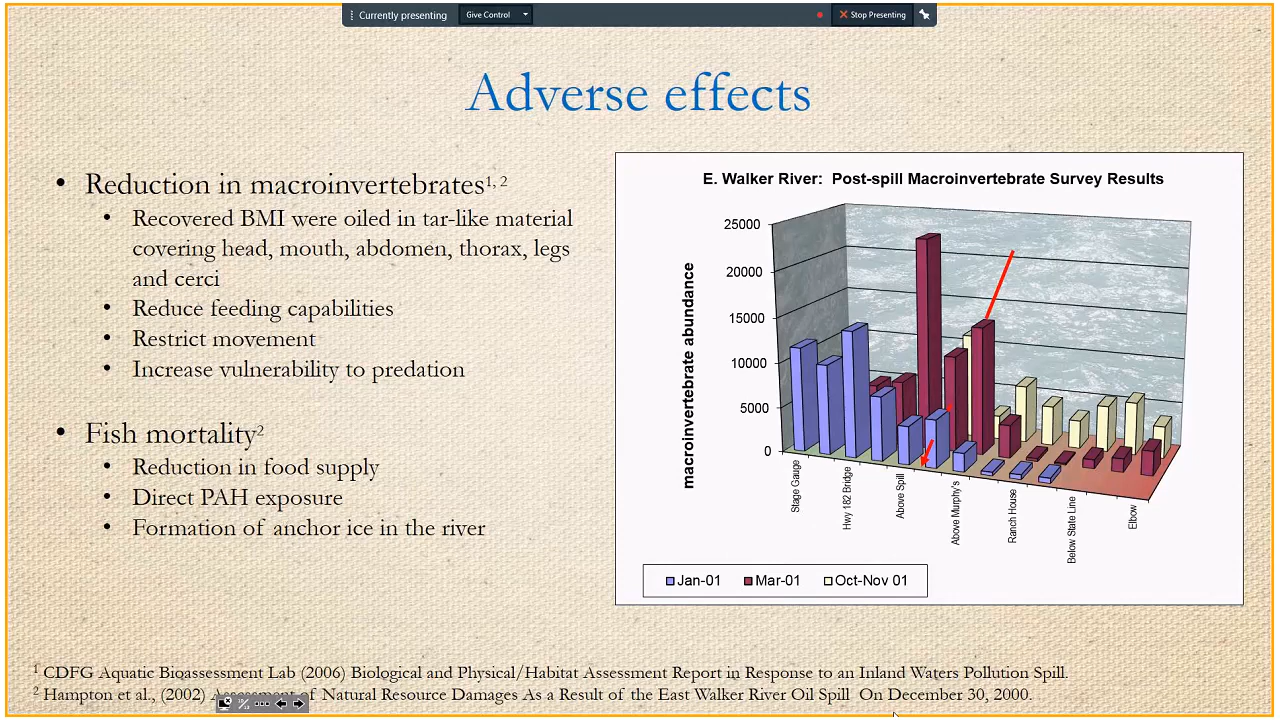 Currently presenting
Give Control
Stop Presenting
Adverse effects
• Reduction in macroinvertebrates1, 2
• Recovered BMI were oiled in tar-like material
covering head, mouth, abdomen, thorax, legs
and cerci
• Reduce feeding capabilities
• Restrict movement
• Increase vulnerability to predation
• Fish mortality2
• Reduction in food supply
• Direct PAH exposure
• Formation of anchor ice in the river
E. Walker River: Post-spill Macroinvertebrate Survey Results
macroinvertebrate abundance
25000
20000
15000
10000
5000
0
Stage Gauge
Hwy 182 Bridge
Above Spill
Above Murphy's
Ranch House
Below State Line
Elbow
Jan-01
Mar-01
Oct-Nov 01
1 CDFG Aquatic Bioassessment Lab (2006) Biological and Physical/Habitat Assessment Report in Response to an Inland Waters Pollution Spill.
2 Hampton et al., (2002) Assessment of Natural Resource Damages As a Result of the East Walker River Oil Spill On December 30, 2000.